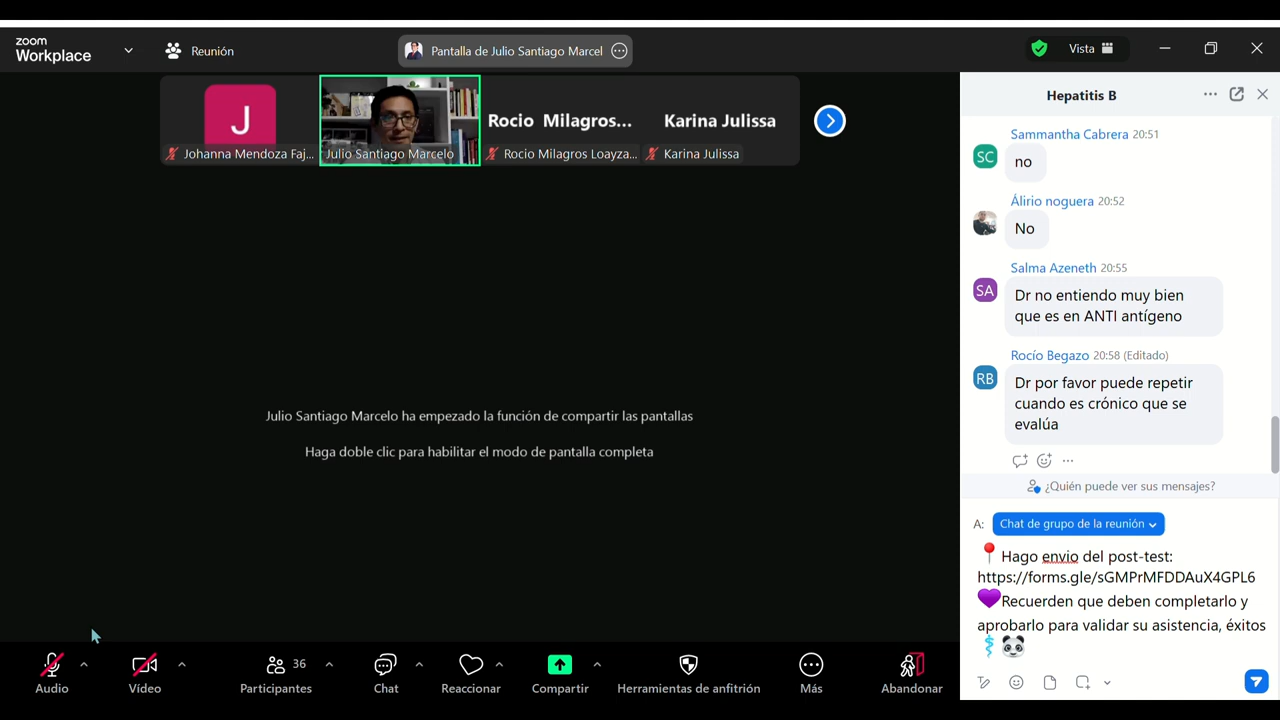 zoom
Workplace
Reunión
Pantalla de Julio Santiago Marcel
Vista
J
Johanna Mendoza Faj...
Julio Santiago Marcelo
Rocio Milagros...
Rocio Milagros Loayza...
Karina Julissa
Karina Julissa
Julio Santiago Marcelo ha empezado la función de compartir las pantallas
Haga doble clic para habilitar el modo de pantalla completa
Hepatitis B
Sammantha Cabrera 20:51
SC
no
Álirio noguera 20:52
No
Salma Azeneth 20:55
SA
Dr no entiendo muy bien
que es en ANTI antígeno
Rocío Begazo 20:58 (Editado)
RB
Dr por favor puede repetir
cuando es crónico que se
evalúa
¿Quién puede ver sus mensajes?
A: Chat de grupo de la reunión
📍Hago envio del post-test:
https://forms.gle/sGMPrMFDDAuX4GPL6
💜Recuerden que deben completarlo y
aprobarlo para validar su asistencia, éxitos
Audio
Vídeo
36
Participantes
Chat
Reaccionar
Compartir
Herramientas de anfitrión
Más
Abandonar